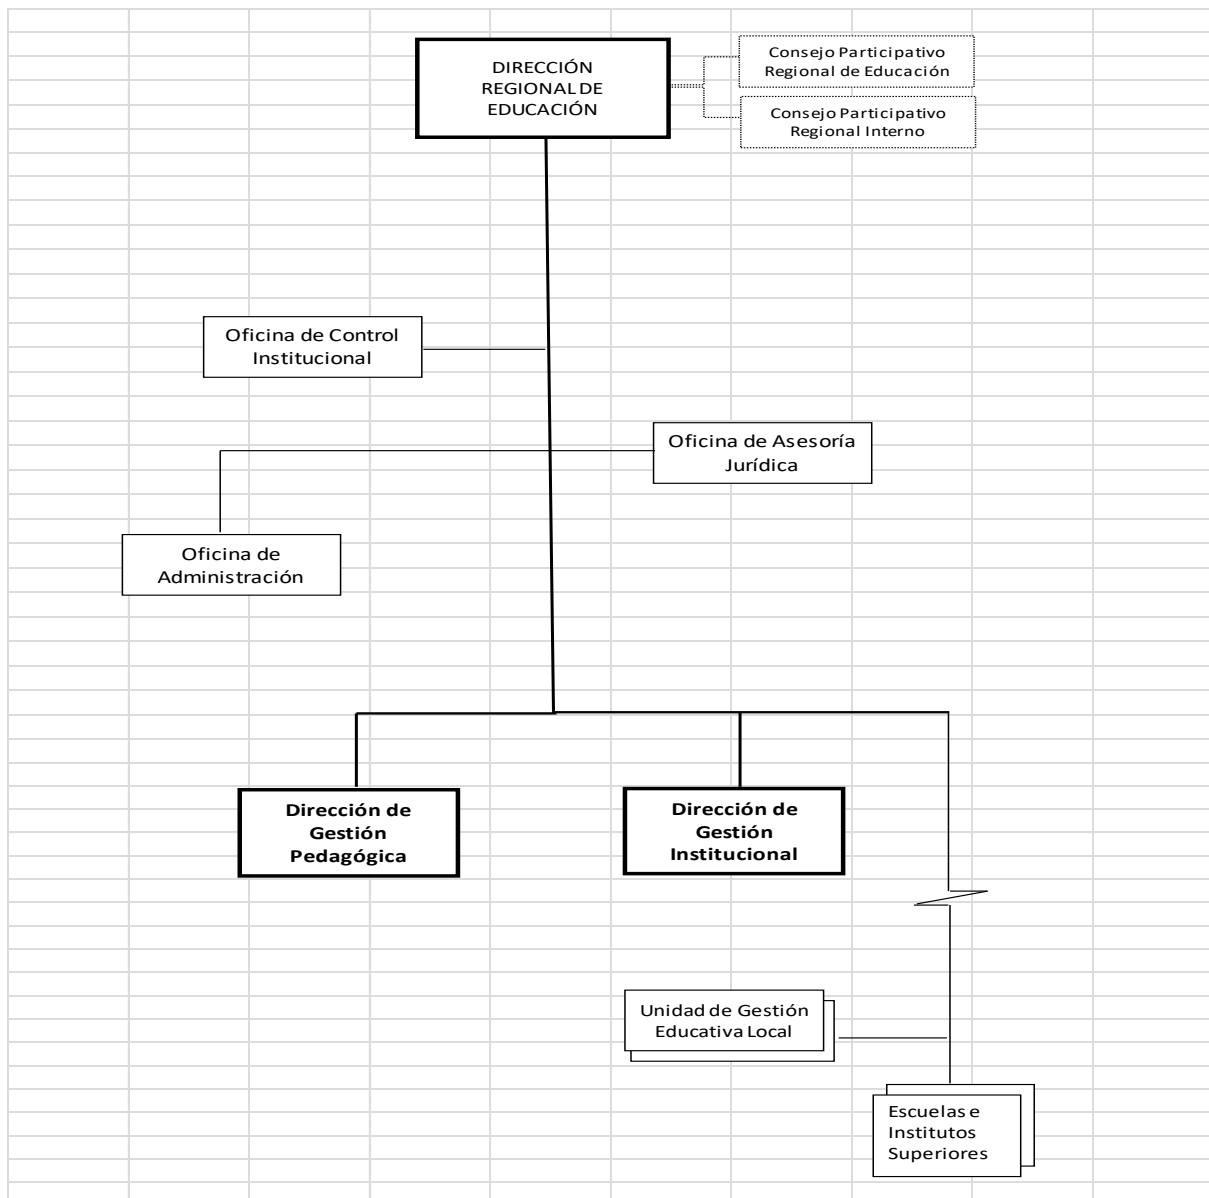 DIRECCIÓN
REGIONAL DE
EDUCACIÓN
Consejo Participativo
Regional de Educación
Consejo Participativo
Regional Interno
Oficina de Control
Institucional
Oficina de Asesoría
Jurídica
Oficina de
Administración
Dirección de
Gestión
Pedagógica
Dirección de
Gestión
Institucional
Unidad de Gestión
Educativa Local
Escuelas e
Institutos
Superiores